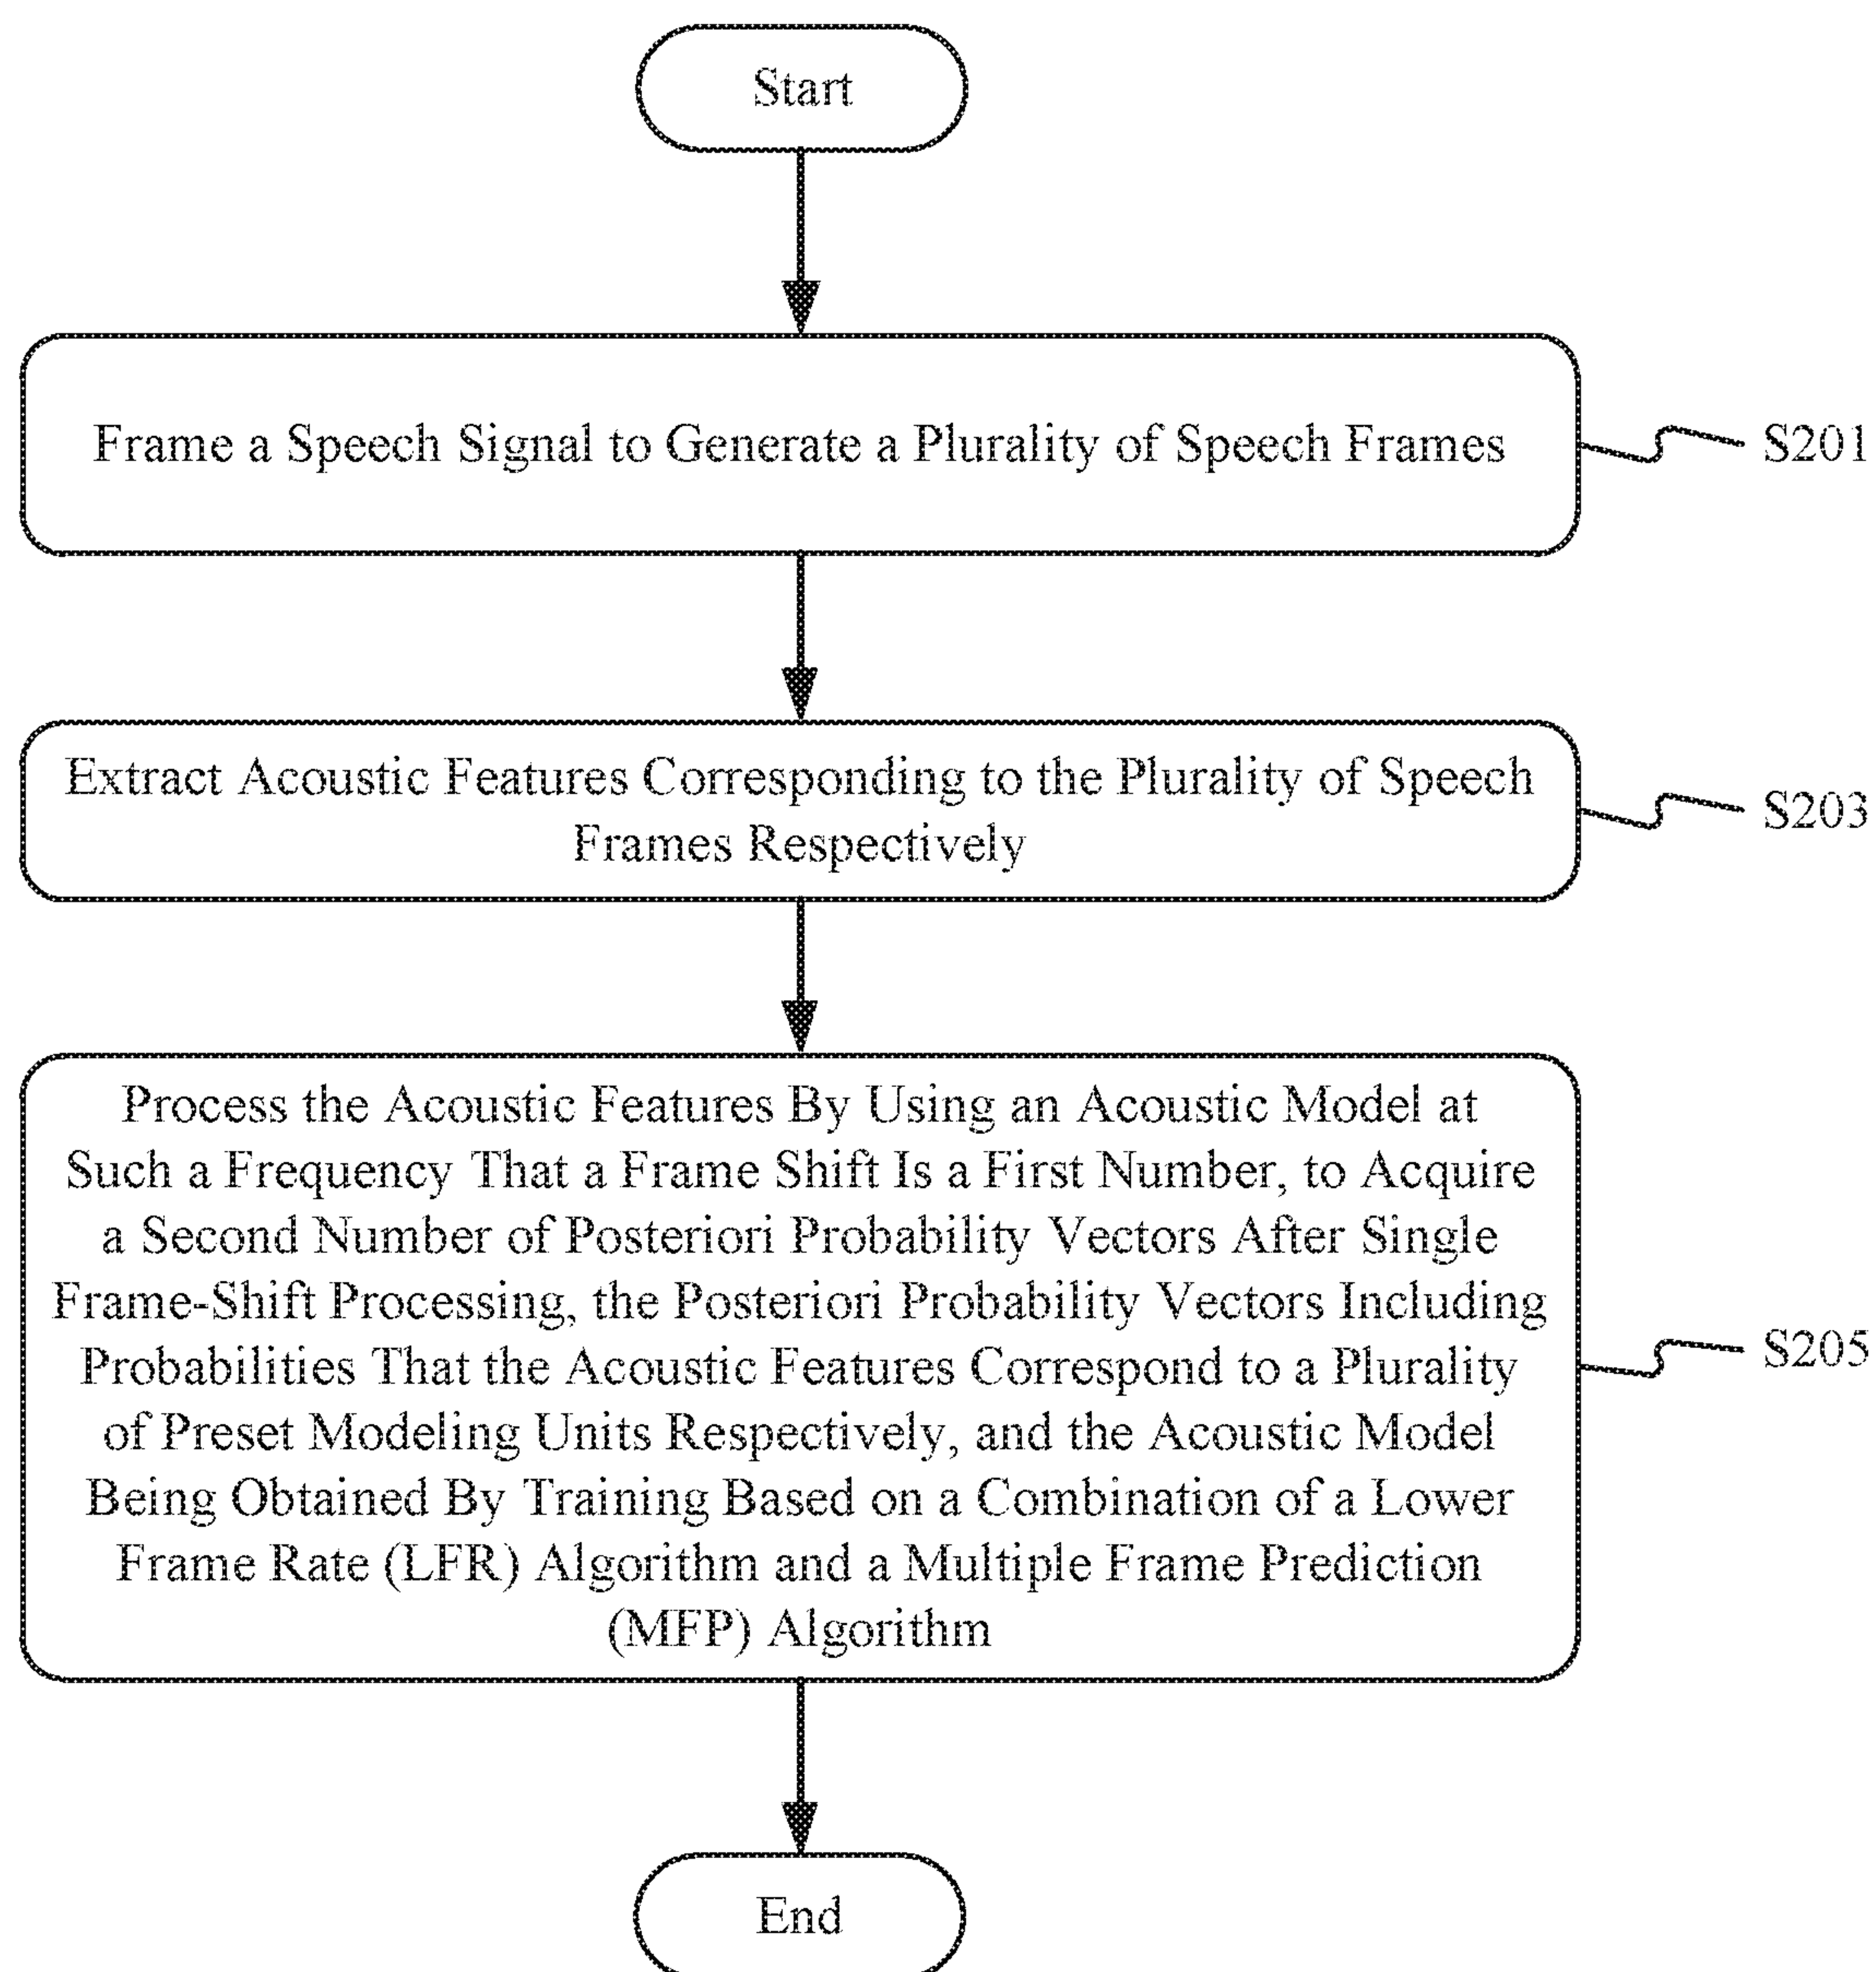 Start
Frame a Speech Signal to Generate a Plurality of Speech Frames
S201
Extract Acoustic Features Corresponding to the Plurality of Speech
Frames Respectively
S203
Process the Acoustic Features By Using an Acoustic Model at
Such a Frequency That a Frame Shift Is a First Number, to Acquire
a Second Number of Posteriori Probability Vectors After Single
Frame-Shift Processing, the Posteriori Probability Vectors Including
Probabilities That the Acoustic Features Correspond to a Plurality
of Preset Modeling Units Respectively, and the Acoustic Model
Being Obtained By Training Based on a Combination of a Lower
Frame Rate (LFR) Algorithm and a Multiple Frame Prediction
(MFP) Algorithm
S205
End